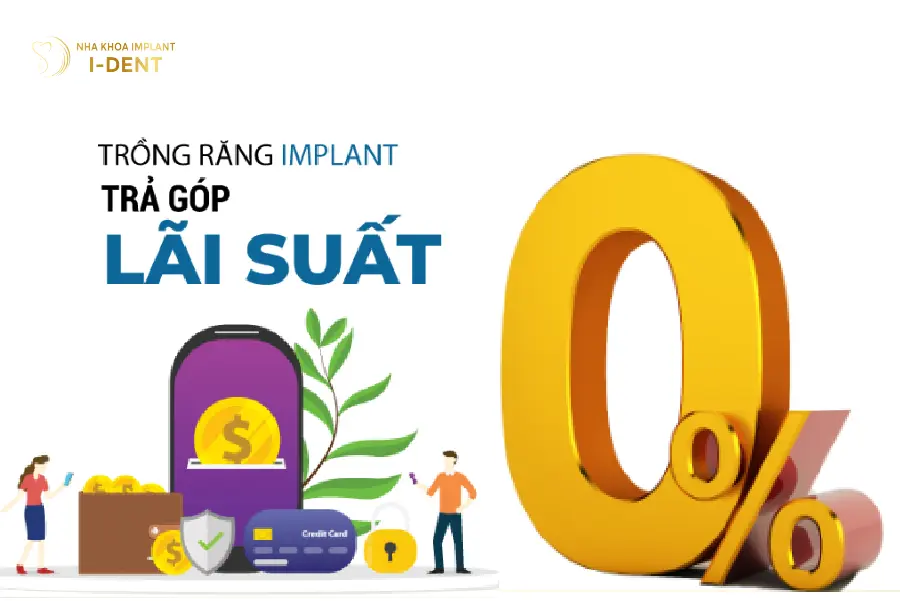 NHA KHOA IMPLANT
I-DENT
TRỒNG RĂNG IMPLANT
TRẢ GÓP
LÃI SUẤT
0%
$
Credit Card
$